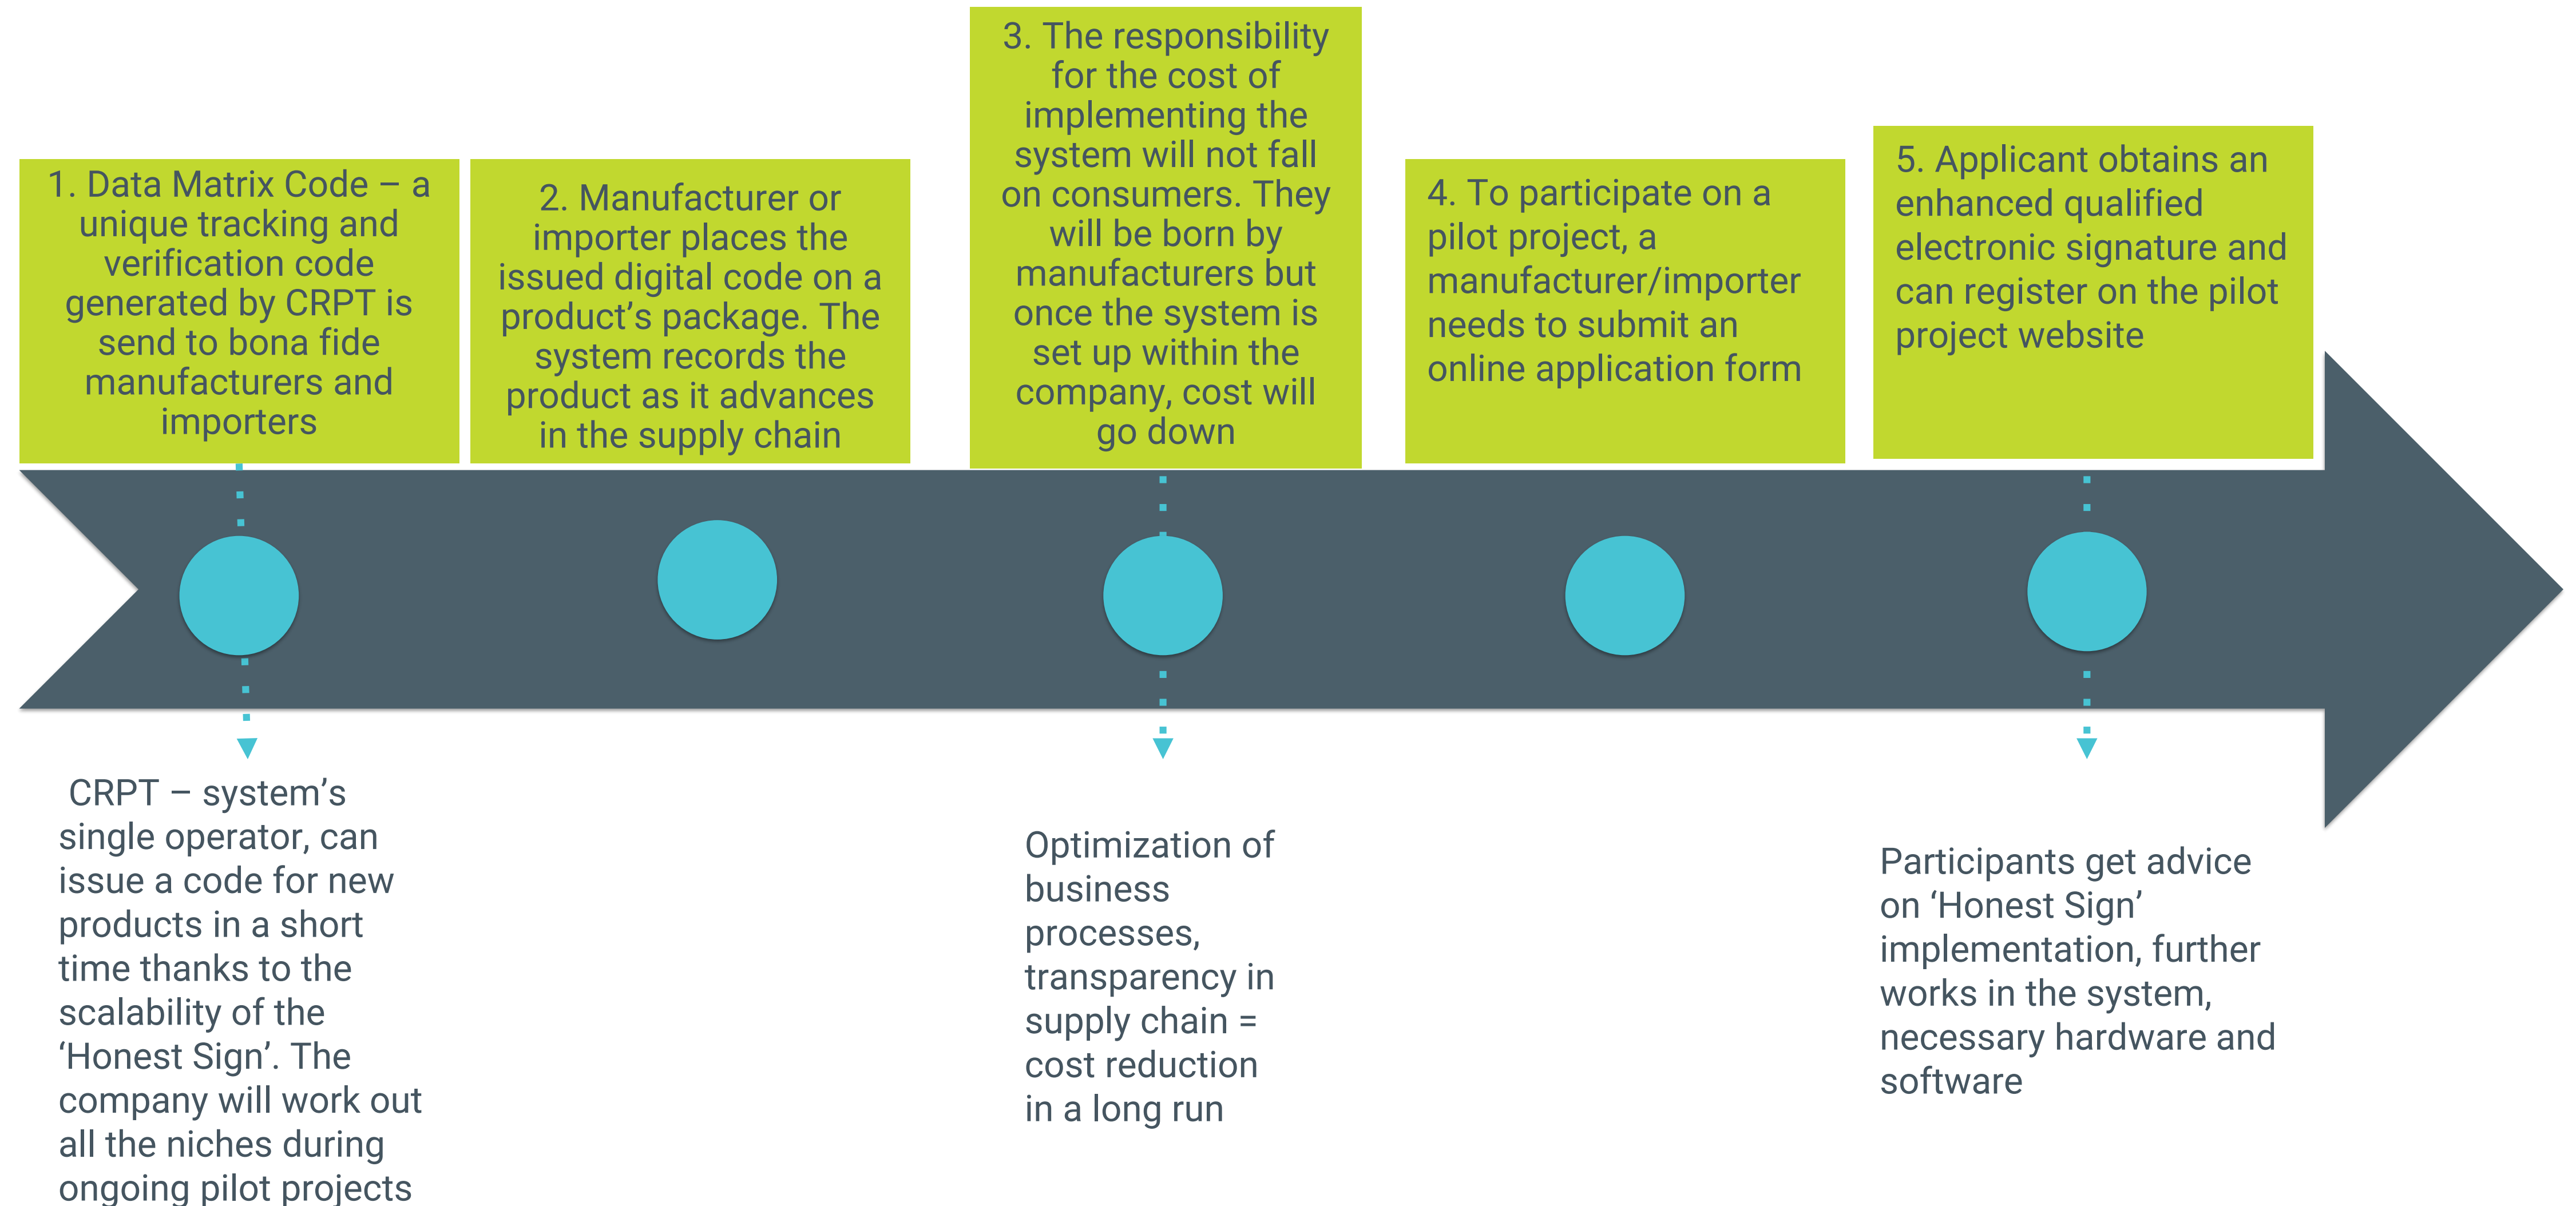 1. Data Matrix Code – a
unique tracking and
verification code
generated by CRPT is
send to bona fide
manufacturers and
importers
2. Manufacturer or
importer places the
issued digital code on a
product’s package. The
system records the
product as it advances
in the supply chain
3. The responsibility
for the cost of
implementing the
system will not fall
on consumers. They
will be born by
manufacturers but
once the system is
set up within the
company, cost will
go down
4. To participate on a
pilot project, a
manufacturer/importer
needs to submit an
online application form
5. Applicant obtains an
enhanced qualified
electronic signature and
can register on the pilot
project website
CRPT – system’s
single operator, can
issue a code for new
products in a short
time thanks to the
scalability of the
‘Honest Sign’. The
company will work out
all the niches during
ongoing pilot projects
Optimization of
business
processes,
transparency in
supply chain =
cost reduction
in a long run
Participants get advice
on ‘Honest Sign’
implementation, further
works in the system,
necessary hardware and
software